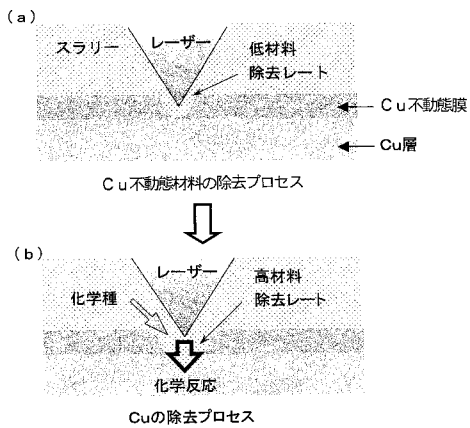 (a)
スラリー
レーザー
低材料
除去レート
Cu不動態膜
Cu層
Cu不動態材料の除去プロセス
(b)
レーザー
化学種
高材料
除去レート
化学反応
Cuの除去プロセス